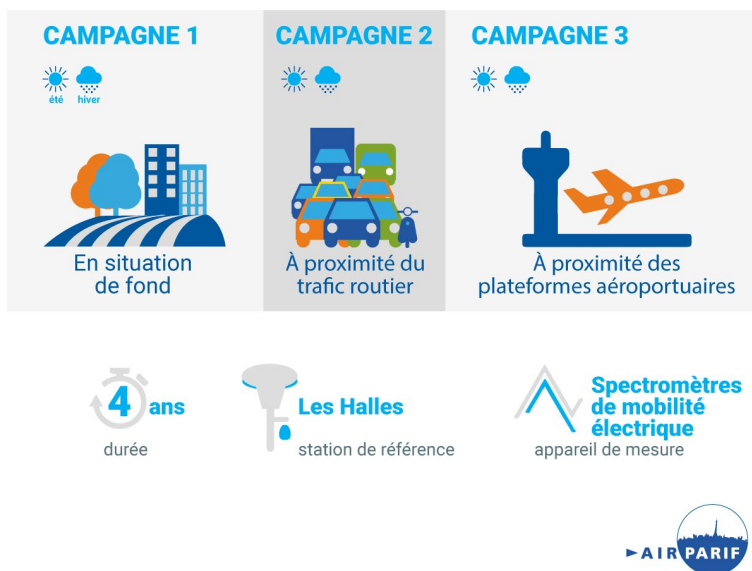 CAMPAGNE 1
été hiver
En situation
de fond
CAMPAGNE 2
À proximité du
trafic routier
CAMPAGNE 3
À proximité des
plateformes aéroportuaires
4 ans
durée
Les Halles
station de référence
Spectromètres
de mobilité
électrique
appareil de mesure
AIRPARIF